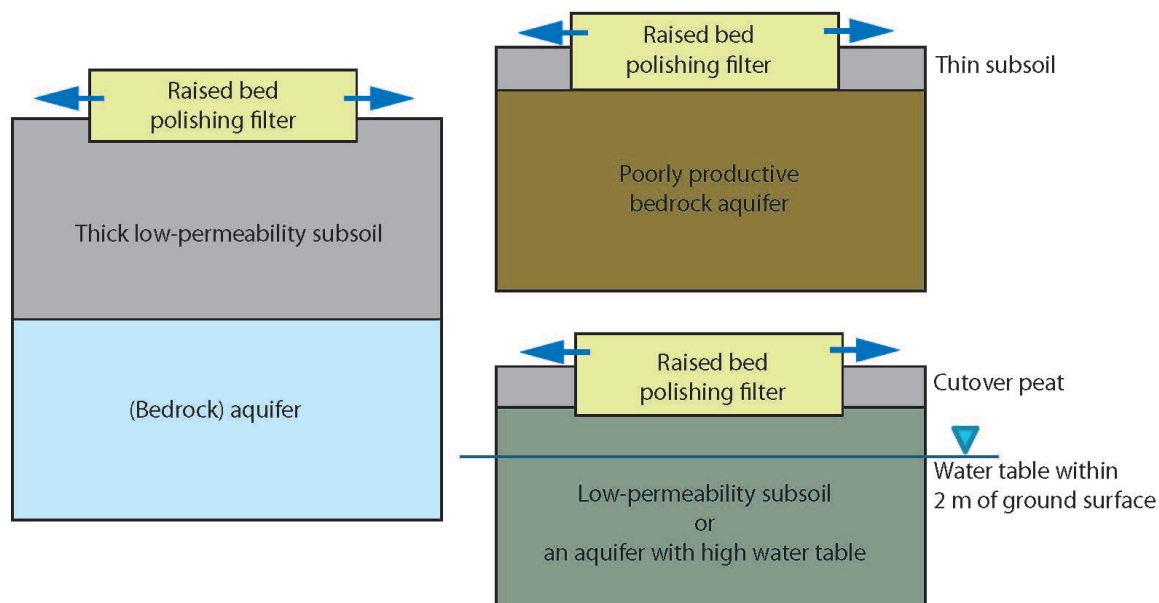 Raised bed
polishing filter
Thick low-permeability subsoil
(Bedrock) aquifer
Raised bed
polishing filter
Thin subsoil
Poorly productive
bedrock aquifer
Raised bed
polishing filter
Cutover peat
Water table within
2 m of ground surface
Low-permeability subsoil
or
an aquifer with high water table